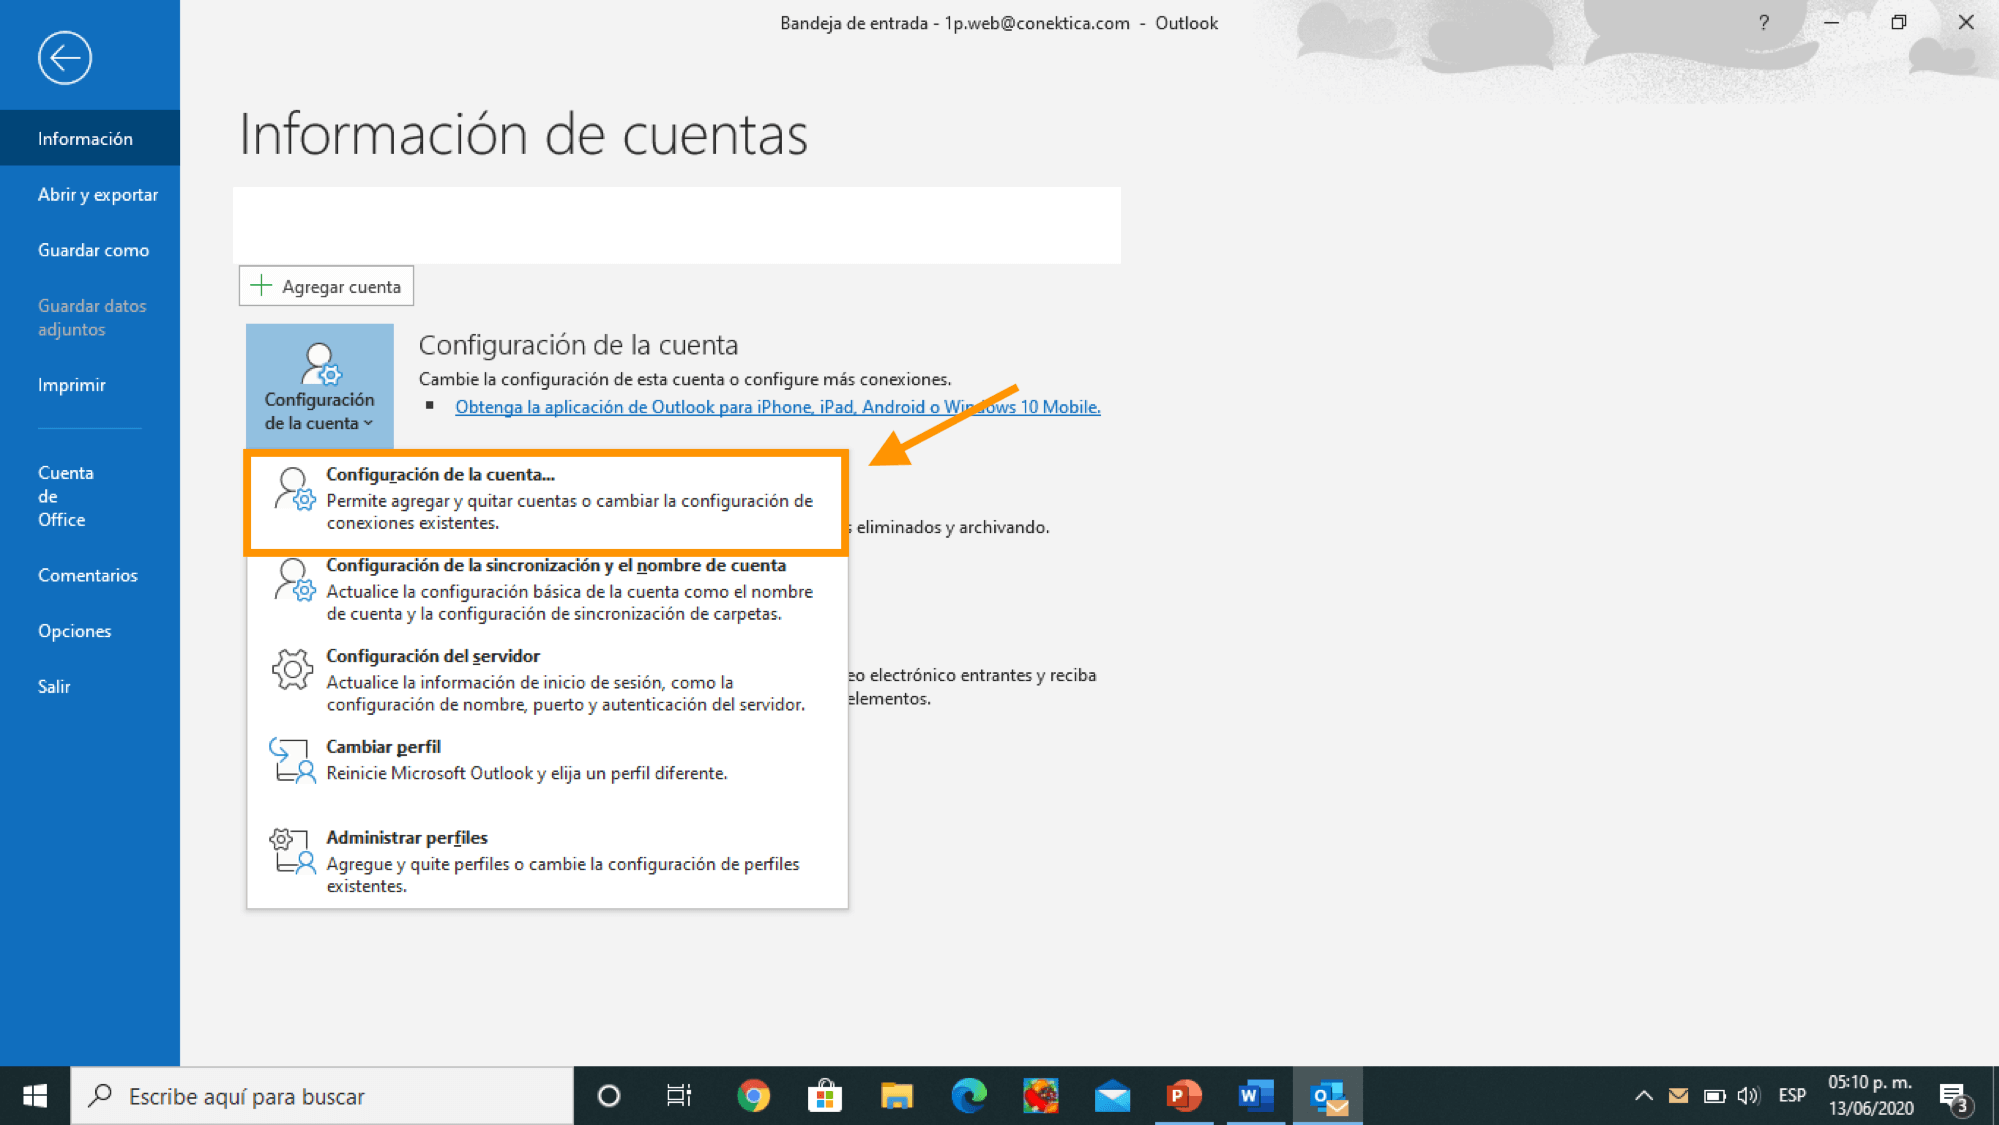 Bandeja de entrada - 1p.web@conektica.com - Outlook
?
Información
Abrir y exportar
Guardar como
Guardar datos
adjuntos
Imprimir
Cuenta
de
Office
Comentarios
Opciones
Salir
Información de cuentas
Agregar cuenta
Configuración
de la cuenta
Configuración de la cuenta
Cambie la configuración de esta cuenta o configure más conexiones.
Obtenga la aplicación de Outlook para iPhone, iPad, Android o Windows 10 Mobile.
Configuración de la cuenta...
Permite agregar y quitar cuentas o cambiar la configuración de
conexiones existentes.
s eliminados y archivando.
Configuración de la sincronización y el nombre de cuenta
Actualice la configuración básica de la cuenta como el nombre
de cuenta y la configuración de sincronización de carpetas.
Configuración del servidor
Actualice la información de inicio de sesión, como la
configuración de nombre, puerto y autenticación del servidor.
eo electrónico entrantes y reciba
elementos.
Cambiar perfil
Reinicie Microsoft Outlook y elija un perfil diferente.
Administrar perfiles
Agregue y quite perfiles o cambie la configuración de perfiles
existentes.
Escribe aquí para buscar
P
W
O
ESP
05:10 p. m.
13/06/2020
3